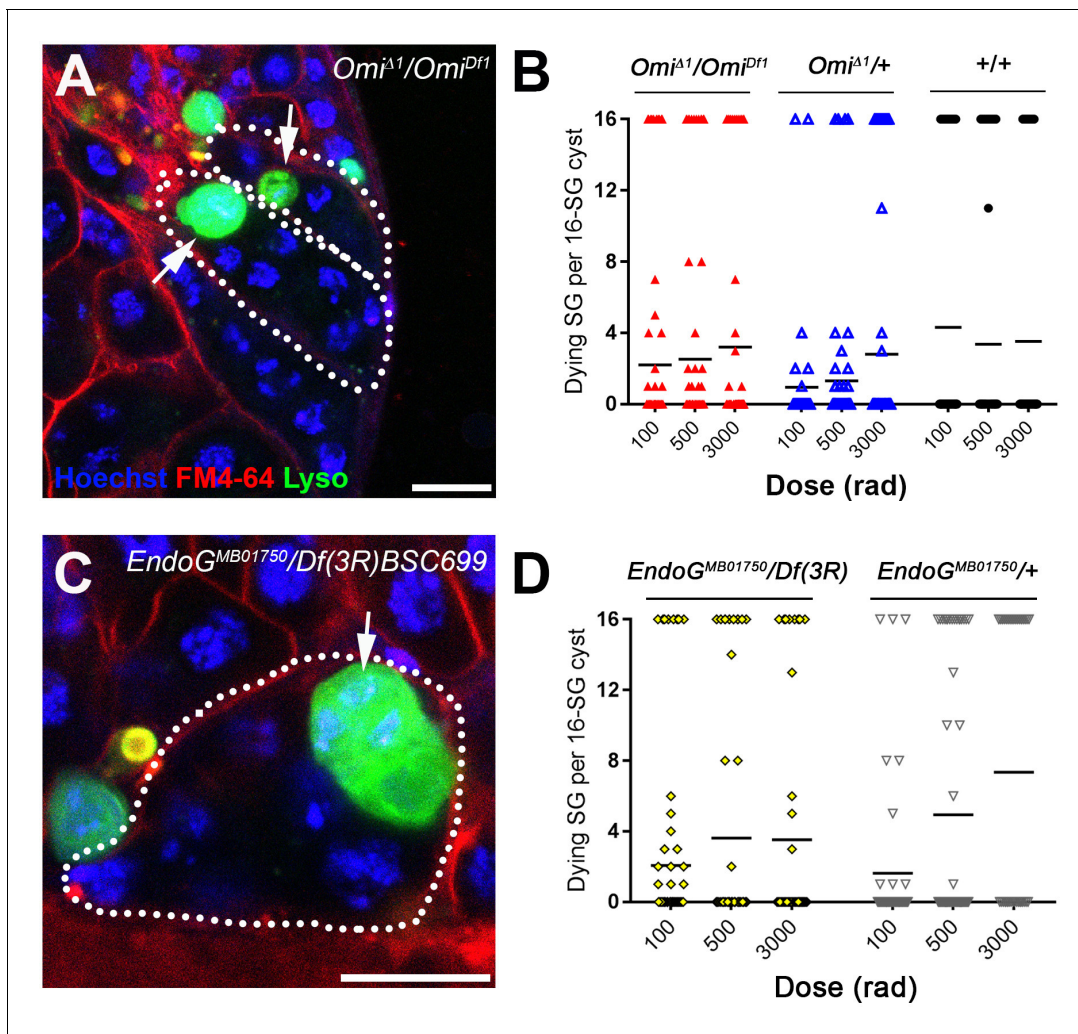 A
Omi^Δ1/Omi^Df1
Hoechst FM4-64 Lyso
B
Omi^Δ1/Omi^Df1 Omi^Δ1/+ +/+
Dying SG per 16-SG cyst
16
12
8
4
0
100 500 3000 100 500 3000 100 500 3000
Dose (rad)
C
EndoG^MB01750/Df(3R)BSC699
D
EndoG^MB01750/Df(3R) EndoG^MB01750/+
Dying SG per 16-SG cyst
16
12
8
4
0
100 500 3000 100 500 3000
Dose (rad)